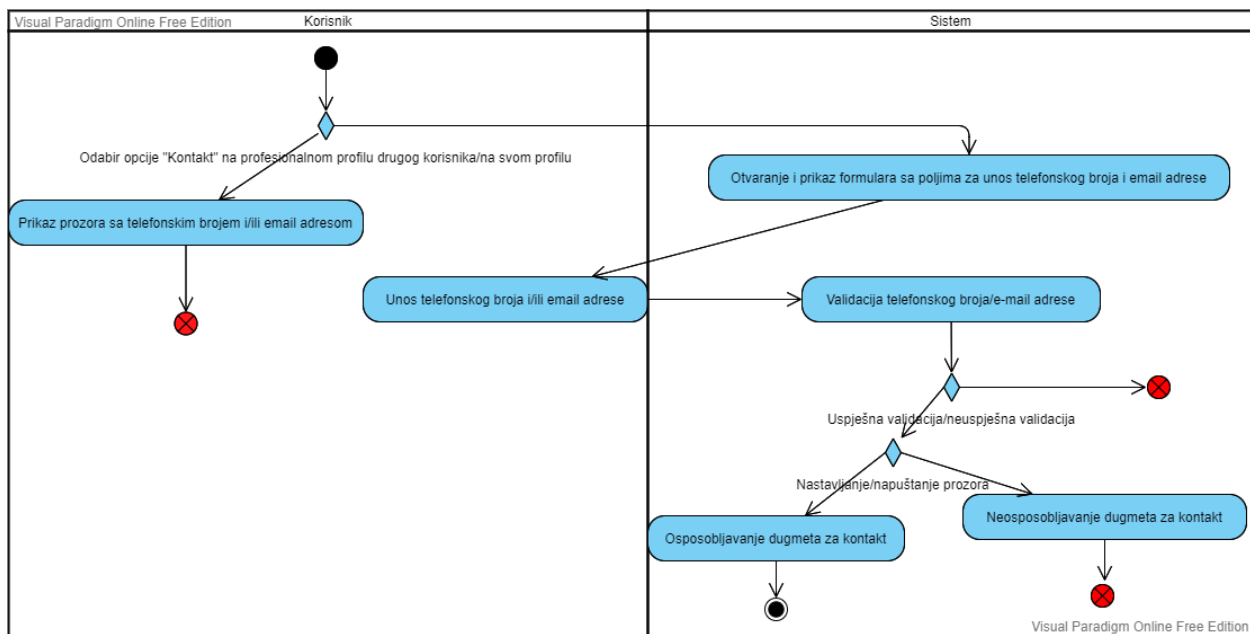 Visual Paradigm Online Free Edition
Korisnik
Sistem
Odabir opcije "Kontakt" na profesionalnom profilu drugog korisnika/na svom profilu
Otvaranje i prikaz formulara sa poljima za unos telefonskog broja i email adrese
Prikaz prozora sa telefonskim brojem i/ili email adresom
Unos telefonskog broja i/ili email adrese
Validacija telefonskog broja/e-mail adrese
Uspješna validacija/neuspješna validacija
Nastavljanje/napuštanje prozora
Neosposobljavanje dugmeta za kontakt
Osposobljavanje dugmeta za kontakt
Visual Paradigm Online Free Edition